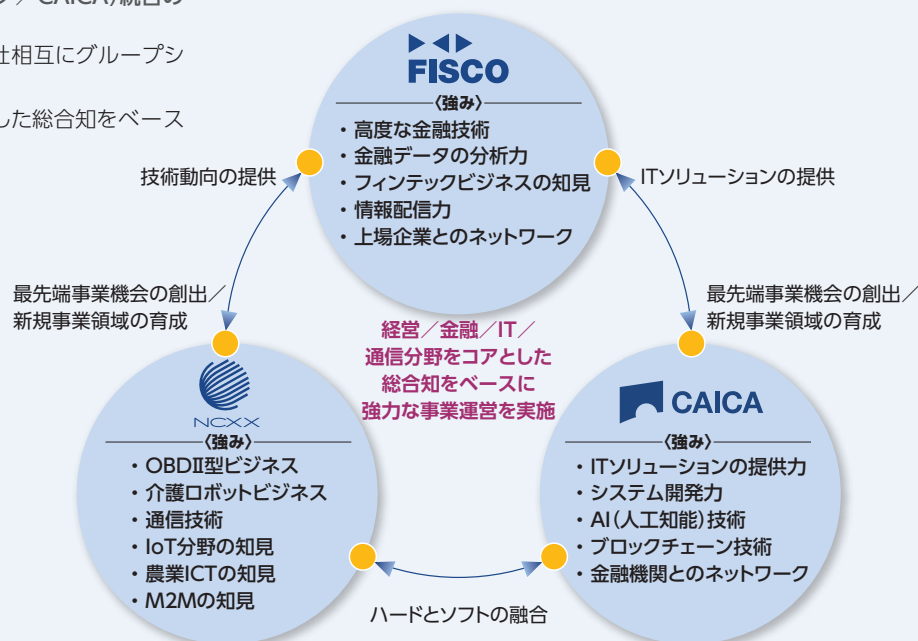 / CAICA)統合の
社相互にグループシ
した総合知をベース
FISCO
〈強み〉
・高度な金融技術
・金融データの分析力
・フィンテックビジネスの知見
・情報配信力
・上場企業とのネットワーク
技術動向の提供
ITソリューションの提供
最先端事業機会の創出／
新規事業領域の育成
最先端事業機会の創出／
新規事業領域の育成
経営／金融／IT／
通信分野をコアとした
総合知をベースに
強力な事業運営を実施
NCXX
〈強み〉
・OBDⅡ型ビジネス
・介護ロボットビジネス
・通信技術
・IoT分野の知見
・農業ICTの知見
・M2Mの知見
CAICA
〈強み〉
・ITソリューションの提供力
・システム開発力
・AI(人工知能)技術
・ブロックチェーン技術
・金融機関とのネットワーク
ハードとソフトの融合